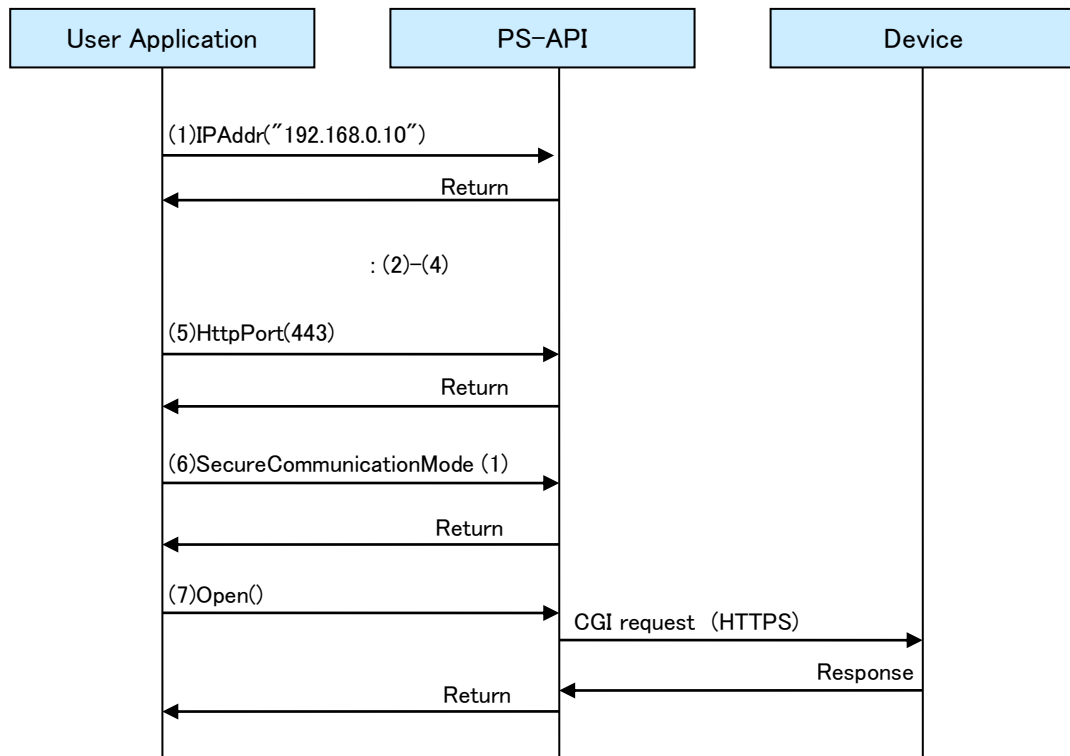 User Application
PS-API
Device
(1)IPAddr("192.168.0.10")
Return
: (2)-(4)
(5)HttpPort(443)
Return
(6)SecureCommunicationMode (1)
Return
(7)Open()
CGI request (HTTPS)
Response
Return